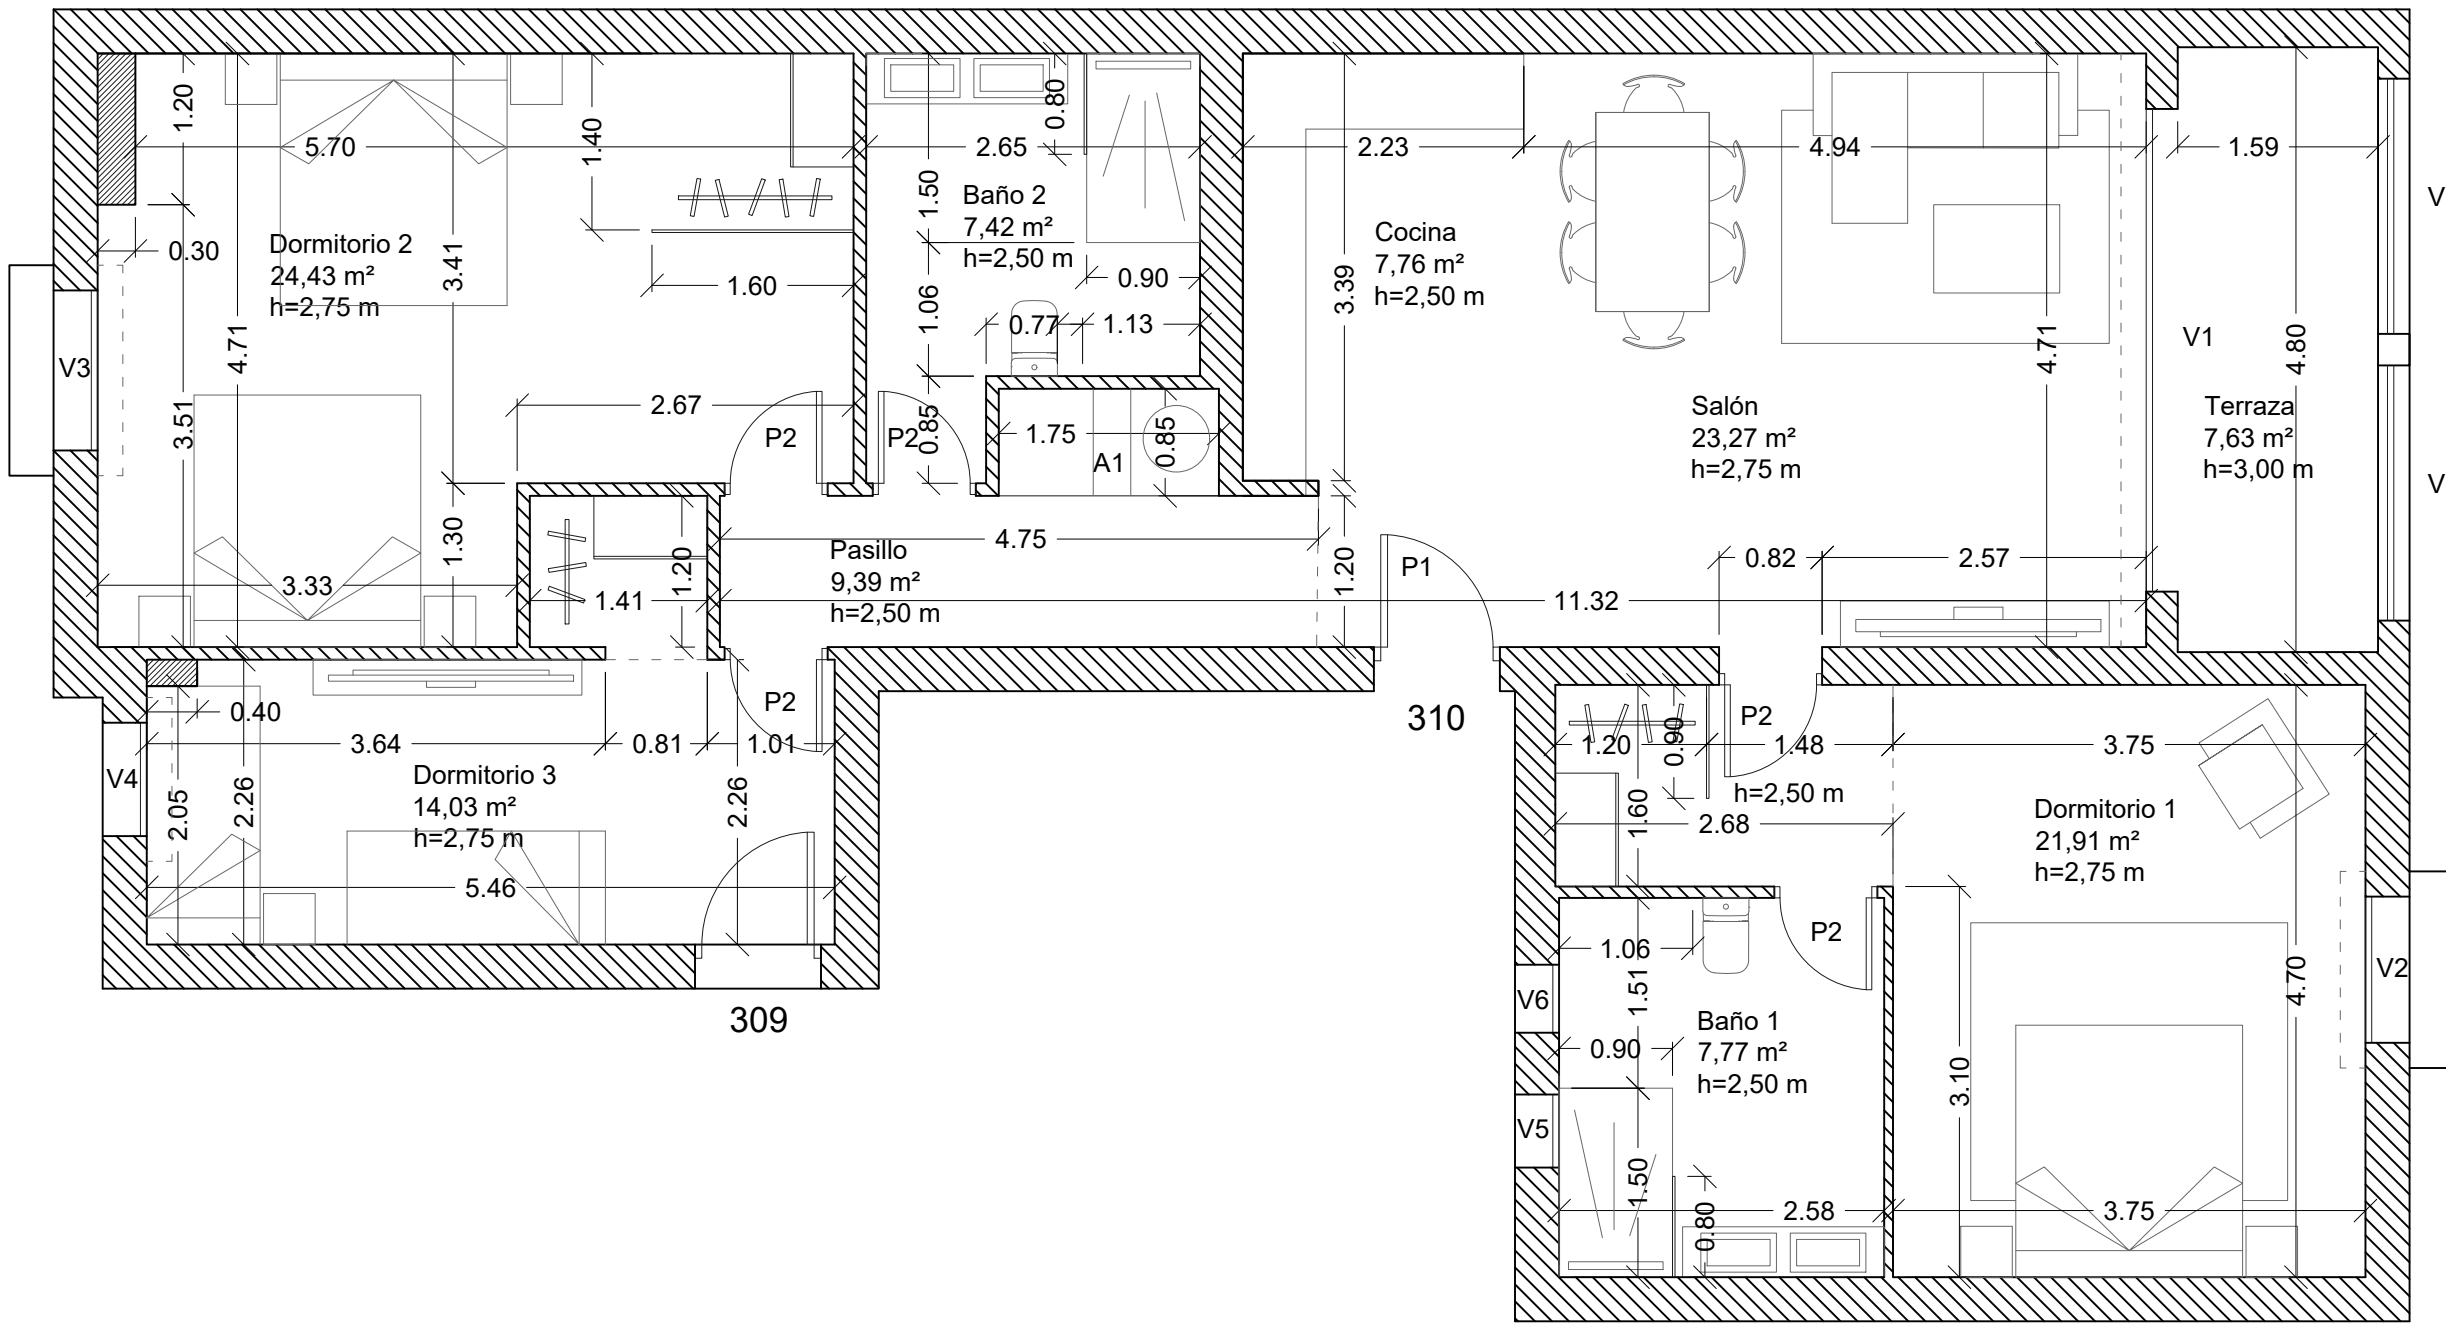 1.20
5.70
1.40
0.80
2.65
2.23
4.94
1.59
V
1.50
Baño 2
7,42 m²
h=2,50 m
Cocina
7,76 m²
h=2,50 m
0.30
Dormitorio 2
24,43 m²
h=2,75 m
3.41
1.60
0.90
3.39
1.06
0.77
1.13
4.71
4.71
V1
4.80
V3
3.51
2.67
P2
P2
0.85
1.75
0.85
A1
Salón
23,27 m²
h=2,75 m
Terraza
7,63 m²
h=3,00 m
V
1.30
3.33
1.41
1.20
4.75
Pasillo
9,39 m²
h=2,50 m
1.20
P1
0.82
2.57
11.32
0.40
P2
310
3.64
0.81
1.01
V4
2.05
2.26
Dormitorio 3
14,03 m²
h=2,75 m
2.26
5.46
309
1.20
0.90
P2
1.48
3.75
h=2,50 m
1.60
2.68
Dormitorio 1
21,91 m²
h=2,75 m
1.06
P2
1.51
V6
4.70
V2
0.90
Baño 1
7,77 m²
h=2,50 m
3.10
V5
1.50
0.80
2.58
3.75